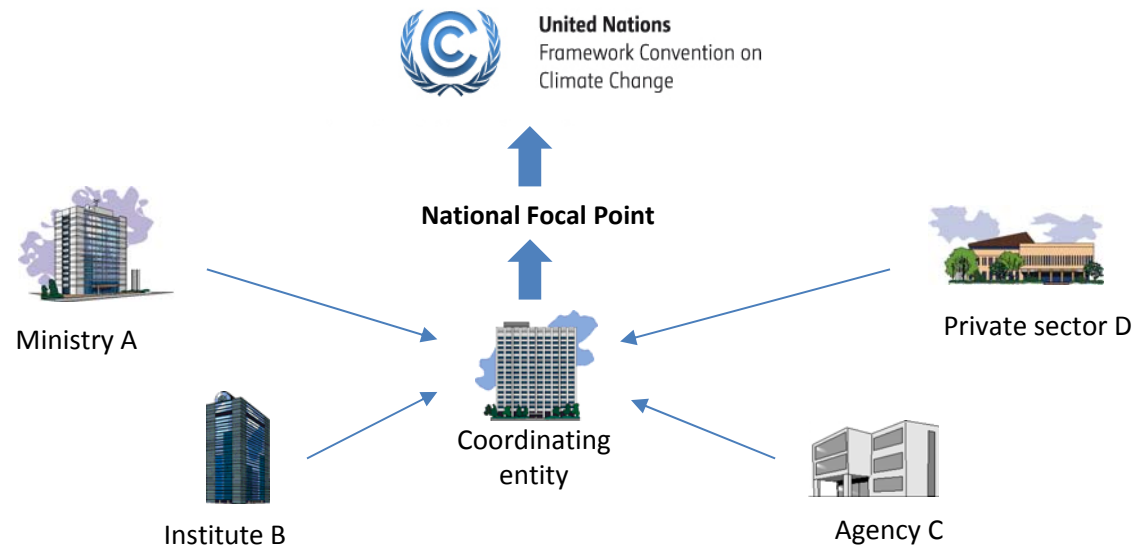 United Nations
Framework Convention on
Climate Change
National Focal Point
Ministry A
Private sector D
Coordinating
entity
Institute B
Agency C